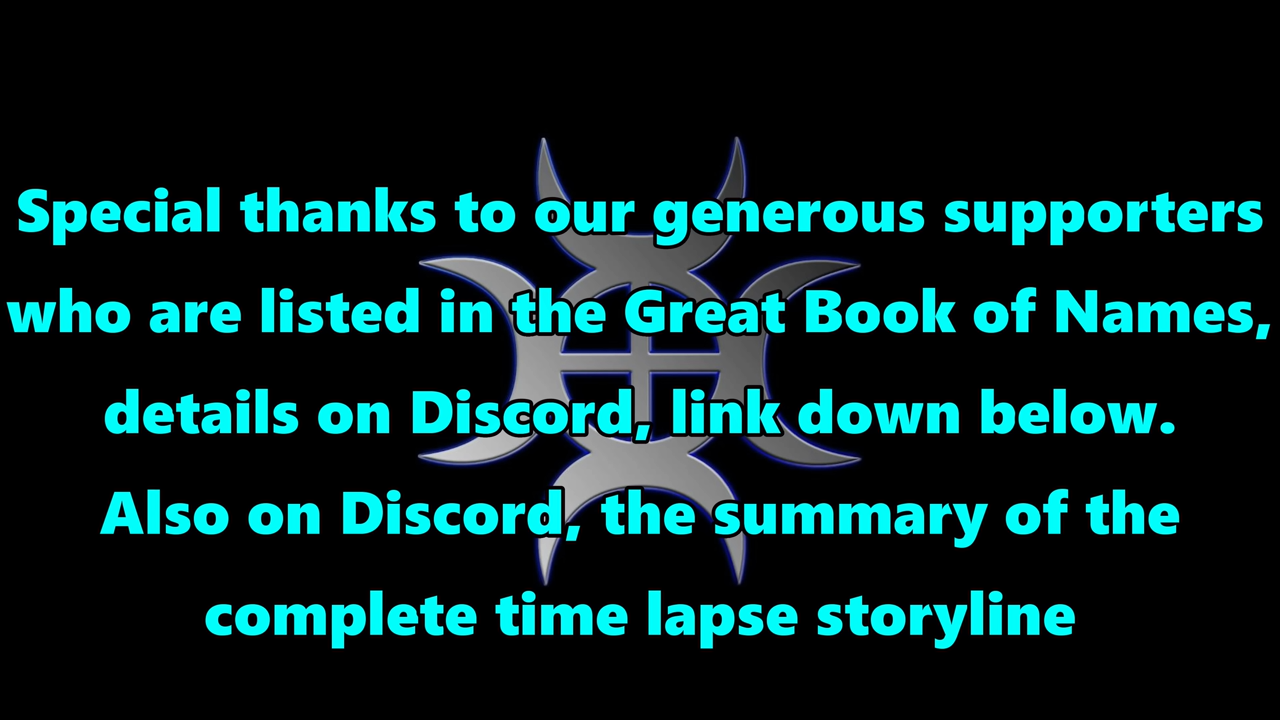 Special thanks to our generous supporters
who are listed in the Great Book of Names,
details on Discord, link down below.
Also on Discord, the summary of the
complete time lapse storyline